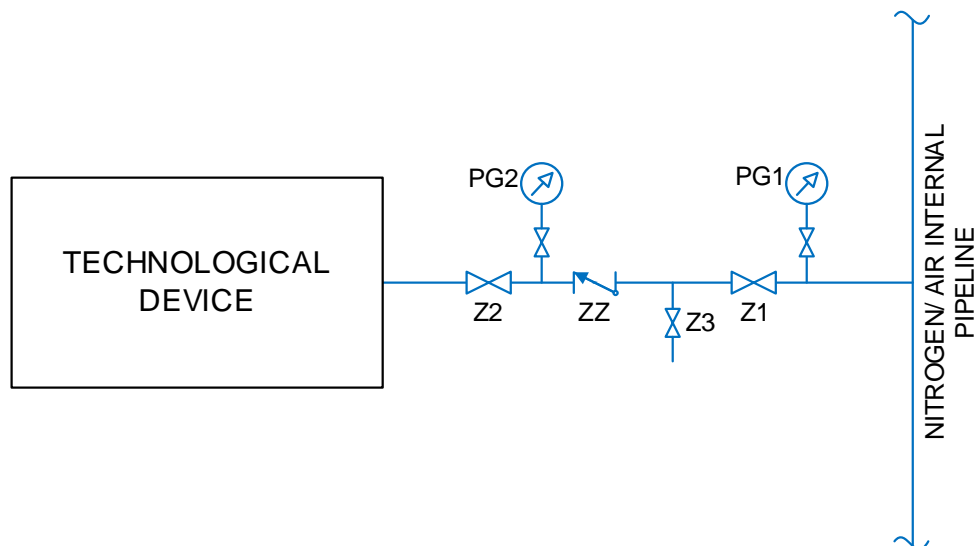 TECHNOLOGICAL
DEVICE
PG2
PG1
Z2
ZZ
Z3
Z1
NITROGEN/ AIR INTERNAL
PIPELINE